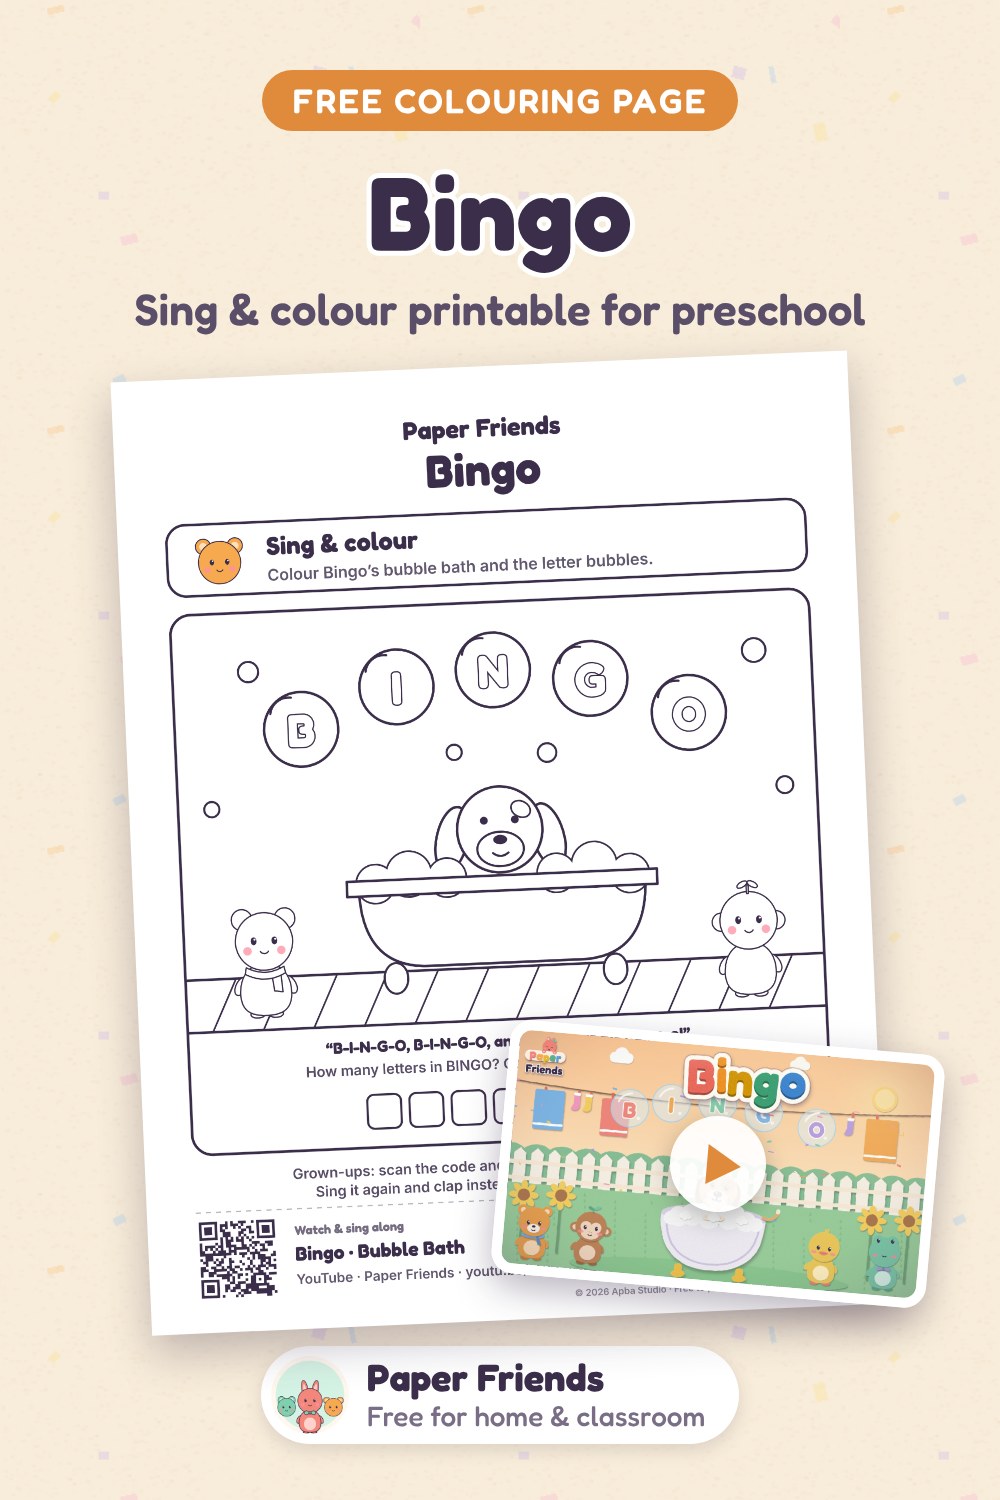 FREE COLOURING PAGE
Bingo
Sing & colour printable for preschool
Paper Friends
Bingo
Sing & colour
Colour Bingo's bubble bath and the letter bubbles.
B I N G O
"B-I-N-G-O, B-I-N-G-O,
How many letters in BINGO?
Grown-ups: scan the code and
Sing it again and clap
Watch & sing along
Bingo · Bubble Bath
YouTube · Paper Friends ·
© 2026 Apba Studio ·
Paper
Friends
Bingo
B I N G O
Paper Friends
Free for home & classroom